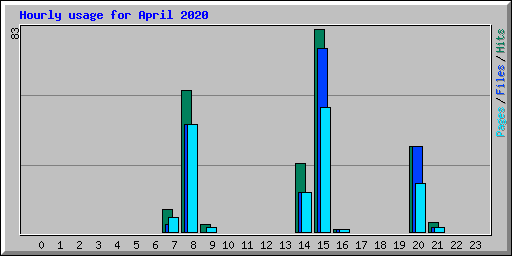 Hourly usage for April 2020
83
Pages / Files / Hits
0 1 2 3 4 5 6 7 8 9 10 11 12 13 14 15 16 17 18 19 20 21 22 23